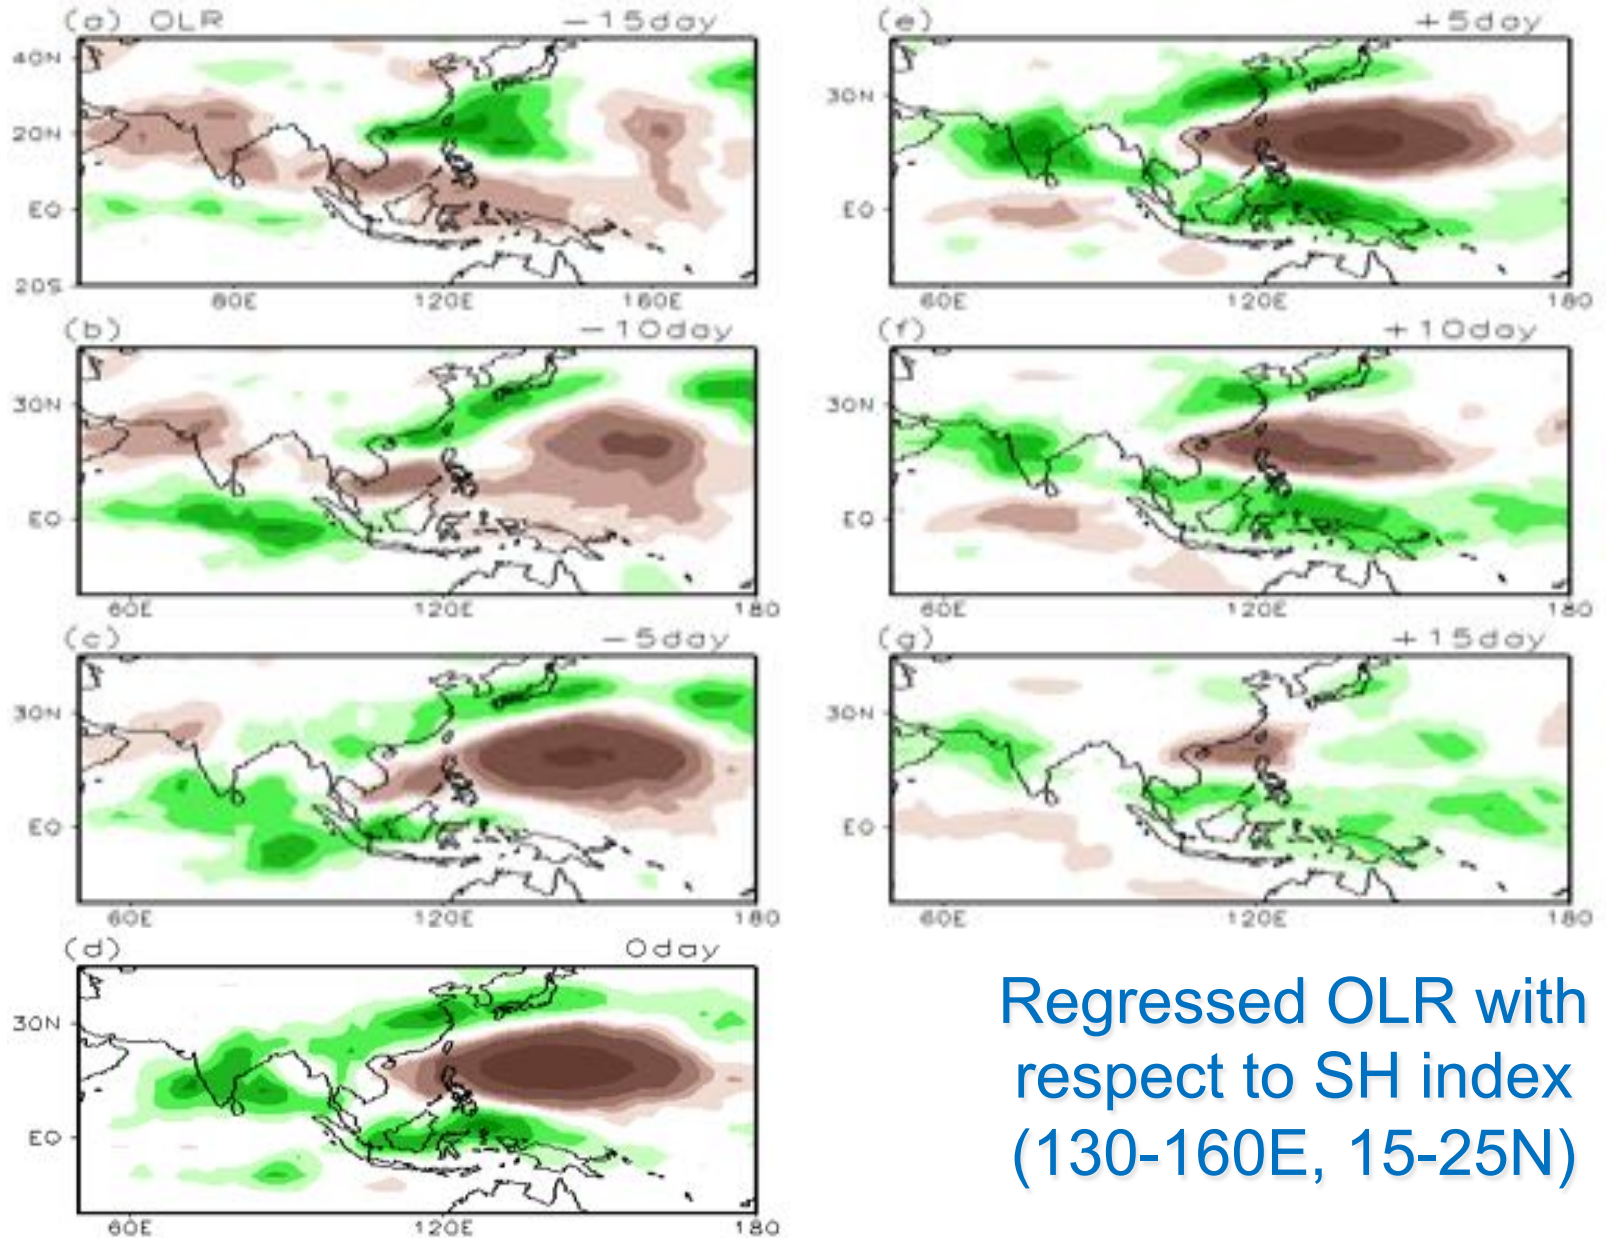 (a) OLR -15day
40N
20N
EQ
20S
80E 120E 160E
(b) -10day
30N
EQ
60E 120E 180
(c) -5day
30N
EQ
60E 120E 180
(d) 0day
30N
EQ
60E 120E 180
(e) +5day
30N
EQ
60E 120E 180
(f) +10day
30N
EQ
60E 120E 180
(g) +15day
30N
EQ
60E 120E 180
Regressed OLR with
respect to SH index
(130-160E, 15-25N)